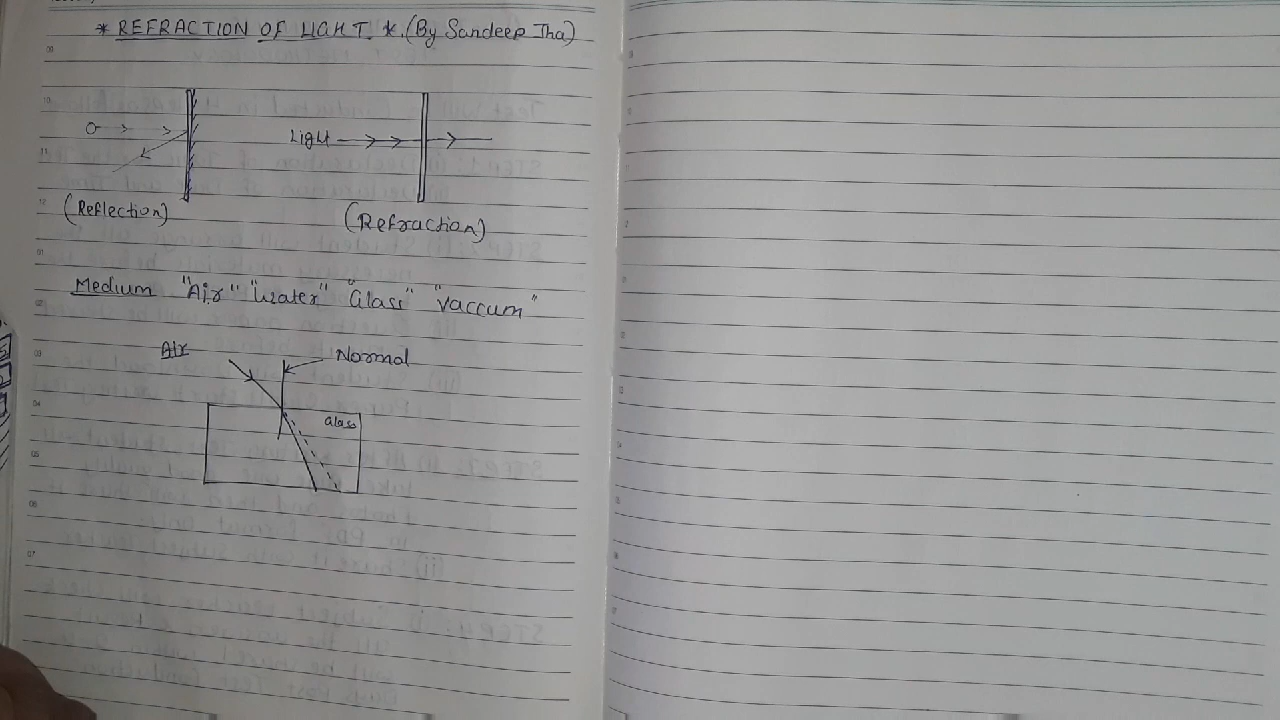 * REFRACTION OF LIGHT * (By Sandeep Jha)
Light
(Reflection)
(Refraction)
Medium "Air" "Water" "Glass" "Vaccum"
Air
Normal
Glass